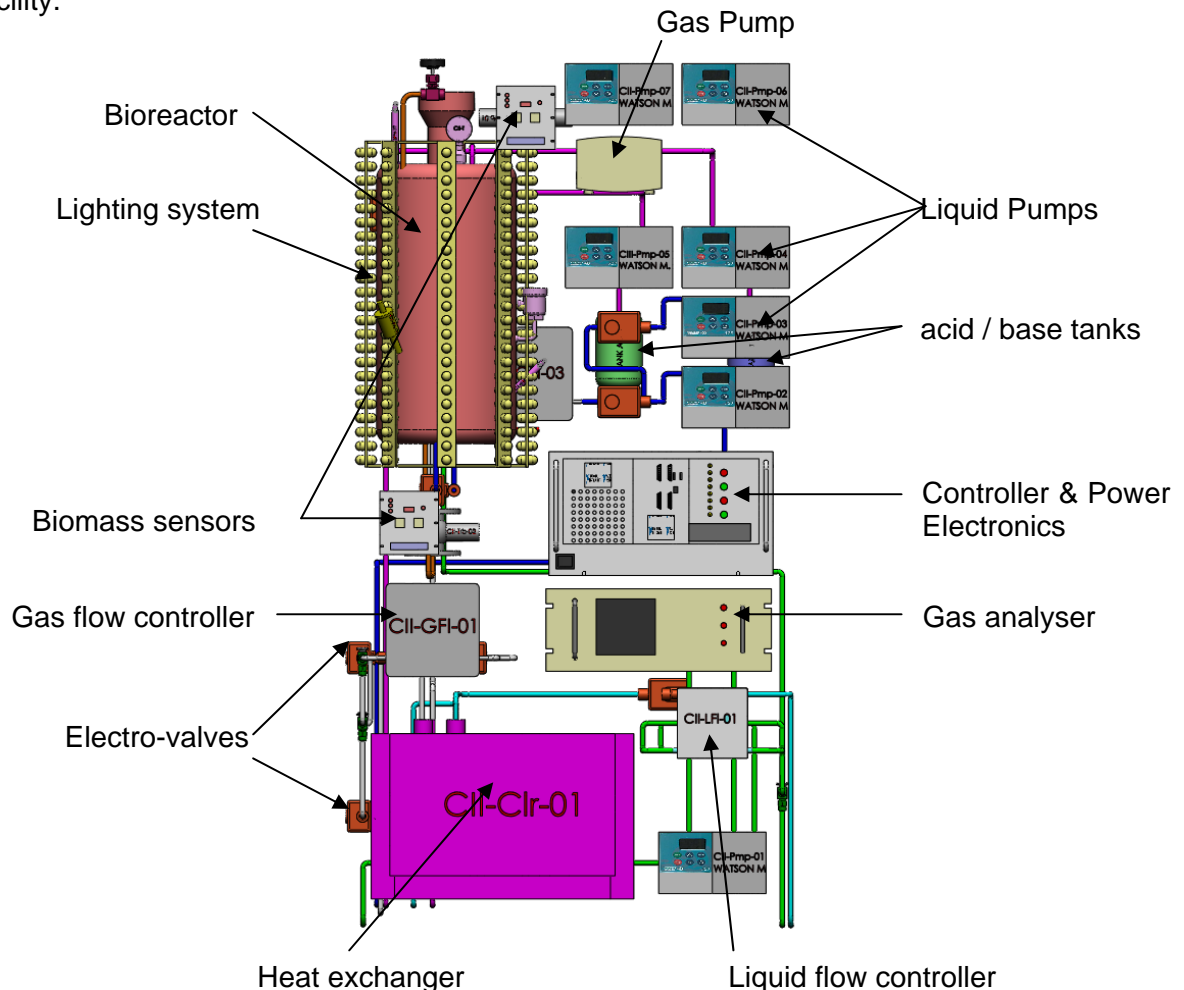 cility.
Gas Pump
CII-Pmp-07
WATSON M
CII-Pmp-06
WATSON M
Bioreactor
Lighting system
Liquid Pumps
CIII-Pmp-05
WATSON M.
CII-Pmp-04
WATSON M
CII-Pmp-03
WATSON M
acid / base tanks
ANK A
-03
CII-Pmp-02
WATSON M
Controller & Power
Electronics
Biomass sensors
Gas flow controller
CII-GFI-01
Gas analyser
CII-LFI-01
Electro-valves
CII-Clr-01
CII-Pmp-01
WATSON M
Heat exchanger
Liquid flow controller